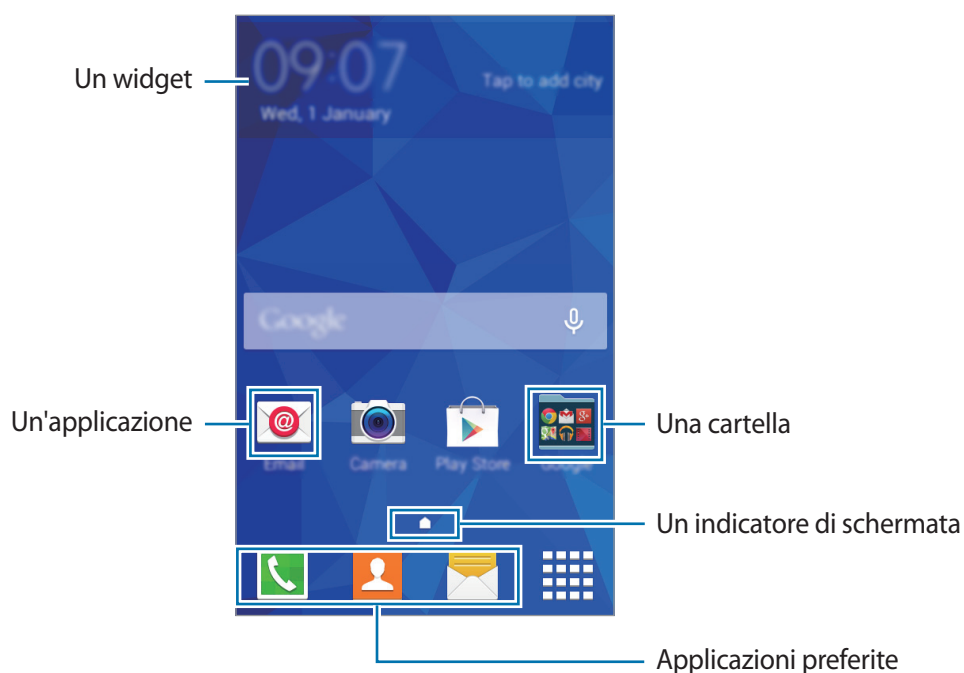 Un widget
09:07
Tap to add city
Wed, 1 January
Google
Un'applicazione
Una cartella
Email
Camera
Play Store
Google
Un indicatore di schermata
Applicazioni preferite